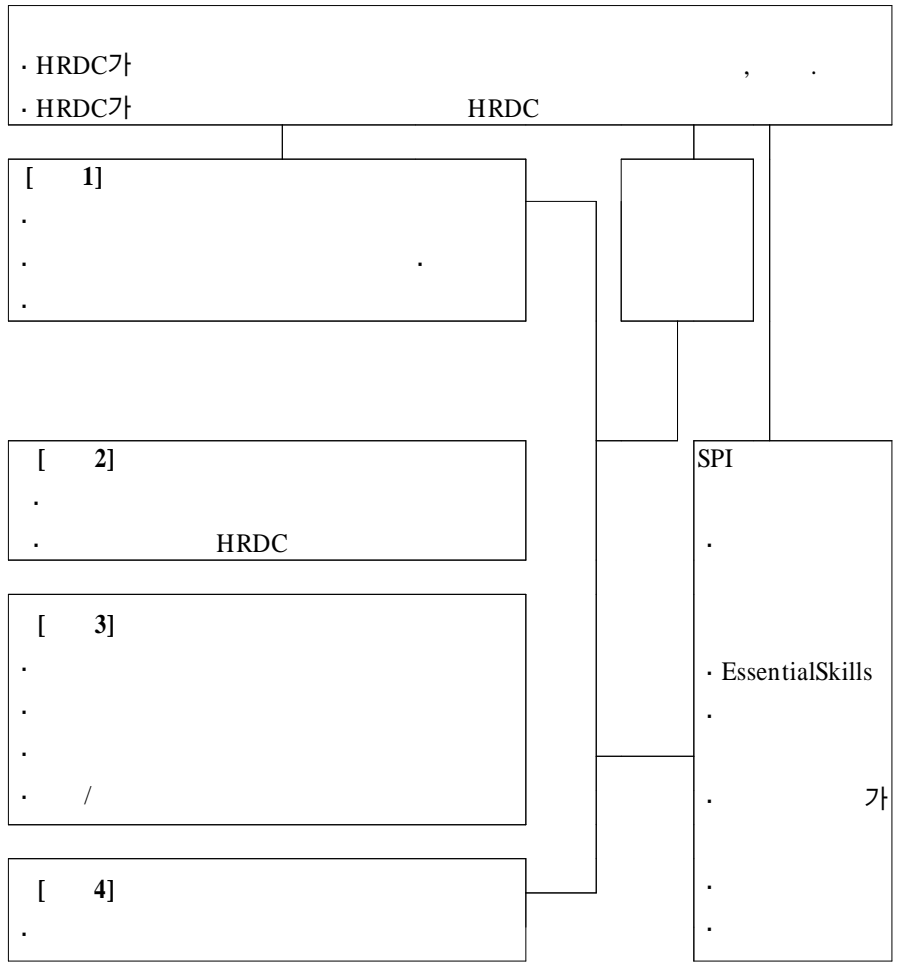 · HRDC가 , .
· HRDC가 HRDC
[ 1]
·
· ·
·
[ 2]
·
· HRDC
[ 3]
·
·
·
· /
[ 4]
·
SPI
·
· EssentialSkills
·
· 가
·
·